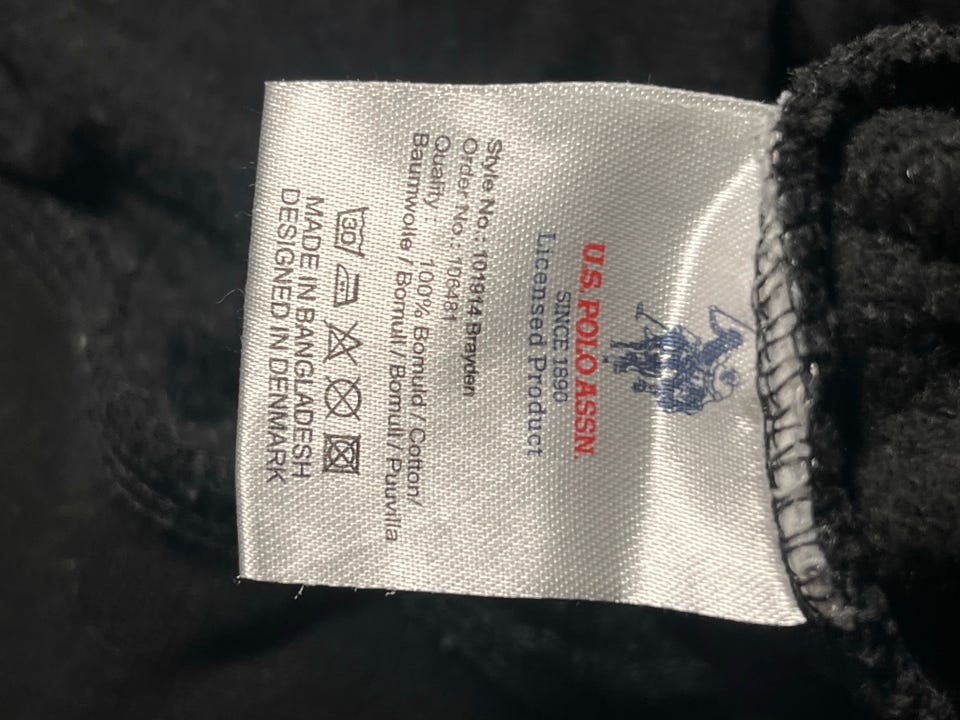 U.S. POLO ASSN.
SINCE 1890
Licensed Product
Style No.: 101914 Brayden
Order No.: 106481
Quality :
100% Bomuld / Cotton/
Baumwolle / Bomull / Bomull / Puuvilla
30
MADE IN BANGLADESH
DESIGNED IN DENMARK